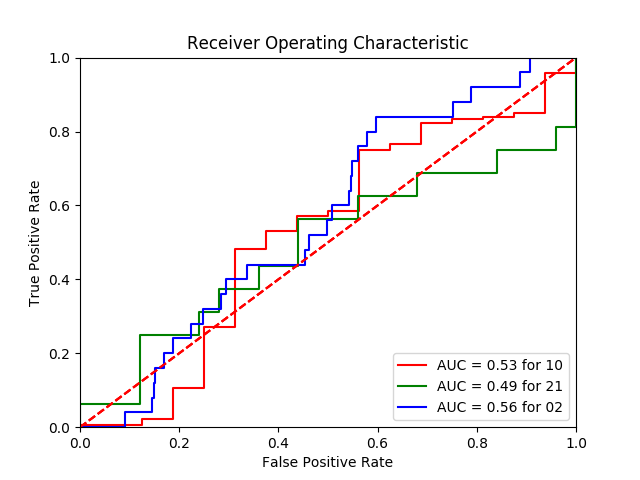 Receiver Operating Characteristic
True Positive Rate
1.0
0.8
0.6
0.4
0.2
0.0
AUC = 0.53 for 10
AUC = 0.49 for 21
AUC = 0.56 for 02
0.0 0.2 0.4 0.6 0.8 1.0
False Positive Rate